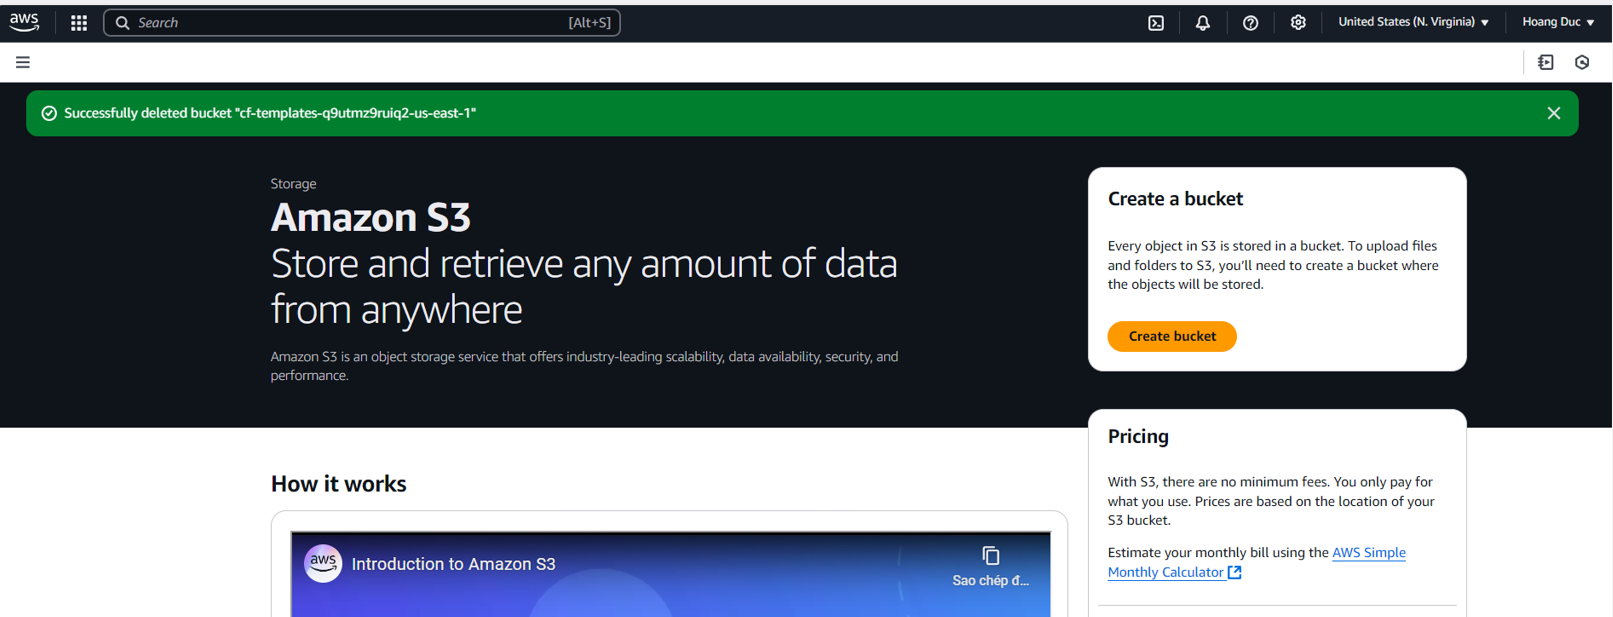 aws
Search [Alt+S]
United States (N. Virginia)
Hoang Duc
Successfully deleted bucket "cf-templates-q9utmz9ruiq2-us-east-1"
Storage
Amazon S3
Store and retrieve any amount of data
from anywhere
Amazon S3 is an object storage service that offers industry-leading scalability, data availability, security, and
performance.
Create a bucket
Every object in S3 is stored in a bucket. To upload files
and folders to S3, you'll need to create a bucket where
the objects will be stored.
Create bucket
Pricing
With S3, there are no minimum fees. You only pay for
what you use. Prices are based on the location of your
S3 bucket.
Estimate your monthly bill using the AWS Simple
Monthly Calculator
How it works
aws
Introduction to Amazon S3
Sao chép đ...